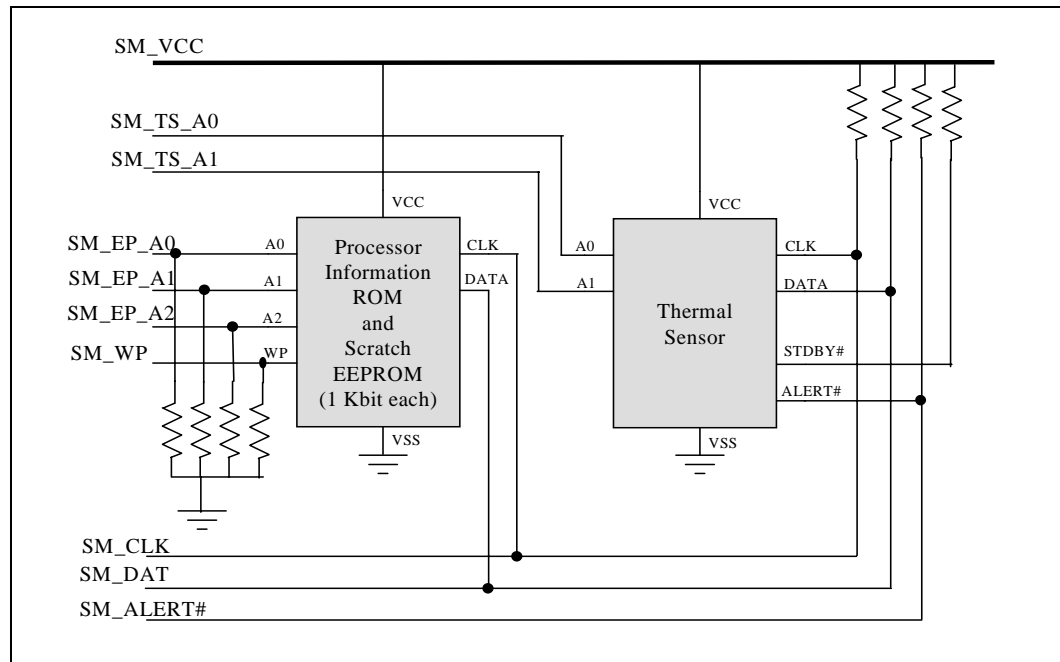 SM_VCC
SM_TS_A0
SM_TS_A1
SM_EP_A0
SM_EP_A1
SM_EP_A2
SM_WP
VCC
A0
A1
A2
WP
Processor
Information
ROM
and
Scratch
EEPROM
(1 Kbit each)
CLK
DATA
VSS
VCC
A0
A1
Thermal
Sensor
CLK
DATA
STDBY#
ALERT#
VSS
SM_CLK
SM_DAT
SM_ALERT#